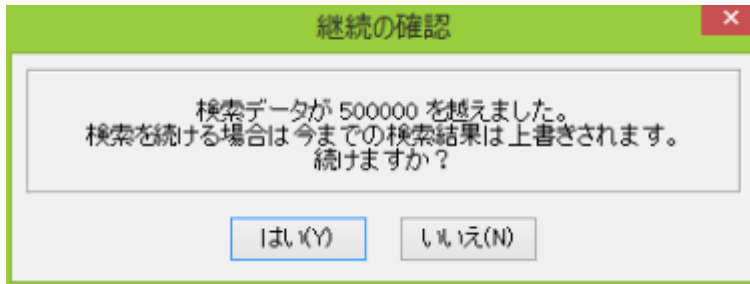 継続の確認
検索データが 500000 を越えました。
検索を続ける場合は今までの検索結果は上書きされます。
続けますか？
はい(Y)
いいえ(N)